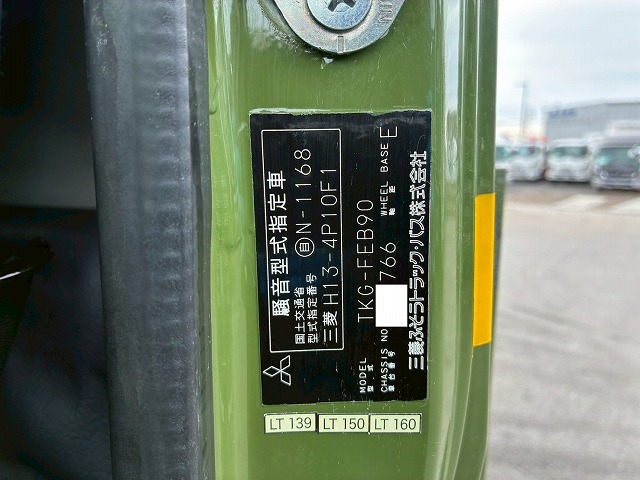 騒音型式指定車
国土交通省
型式指定番号
自 N-1168
三菱 H13-4P10F1
MODEL
型式
TKG-FEB90
CHASSIS NO
車台番号
766
WHEEL BASE
軸距
E
三菱ふそうトラック・バス株式会社
LT 139
LT 150
LT 160